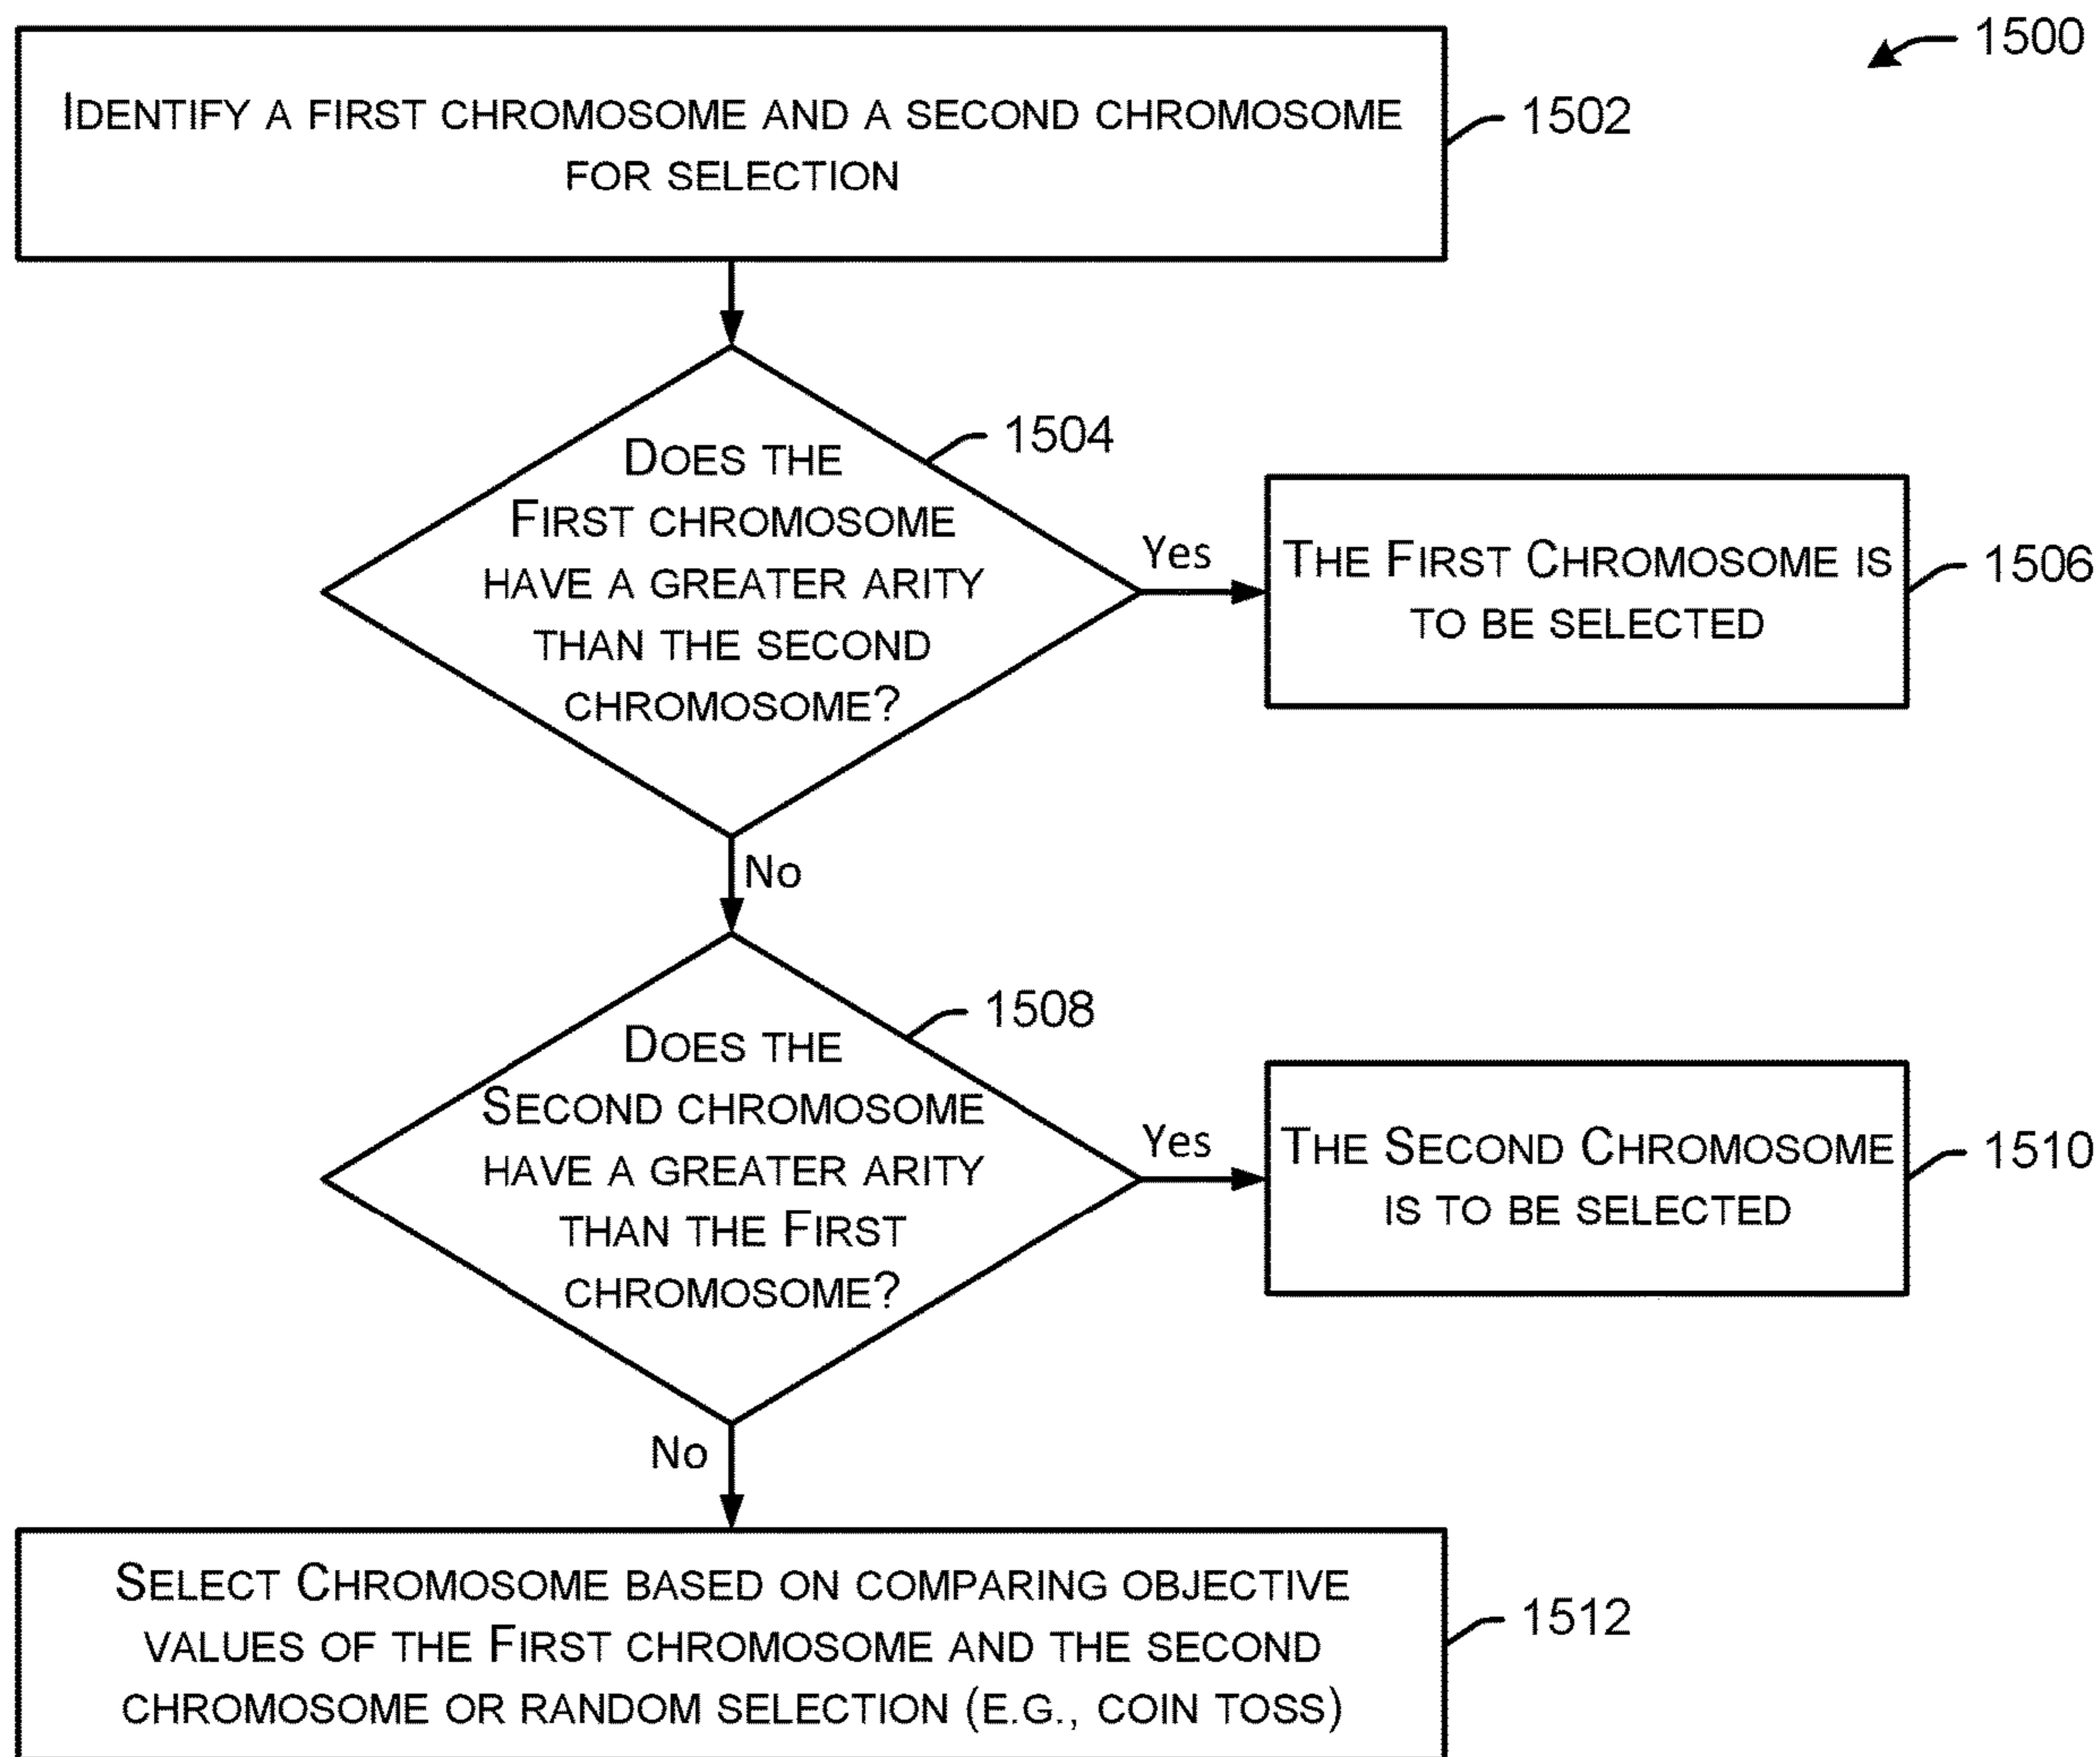 1500
IDENTIFY A FIRST CHROMOSOME AND A SECOND CHROMOSOME
FOR SELECTION
1502
DOES THE
FIRST CHROMOSOME
HAVE A GREATER ARITY
THAN THE SECOND
CHROMOSOME?
1504
Yes
THE FIRST CHROMOSOME IS
TO BE SELECTED
1506
No
DOES THE
SECOND CHROMOSOME
HAVE A GREATER ARITY
THAN THE FIRST
CHROMOSOME?
1508
Yes
THE SECOND CHROMOSOME
IS TO BE SELECTED
1510
No
SELECT CHROMOSOME BASED ON COMPARING OBJECTIVE
VALUES OF THE FIRST CHROMOSOME AND THE SECOND
CHROMOSOME OR RANDOM SELECTION (E.G., COIN TOSS)
1512